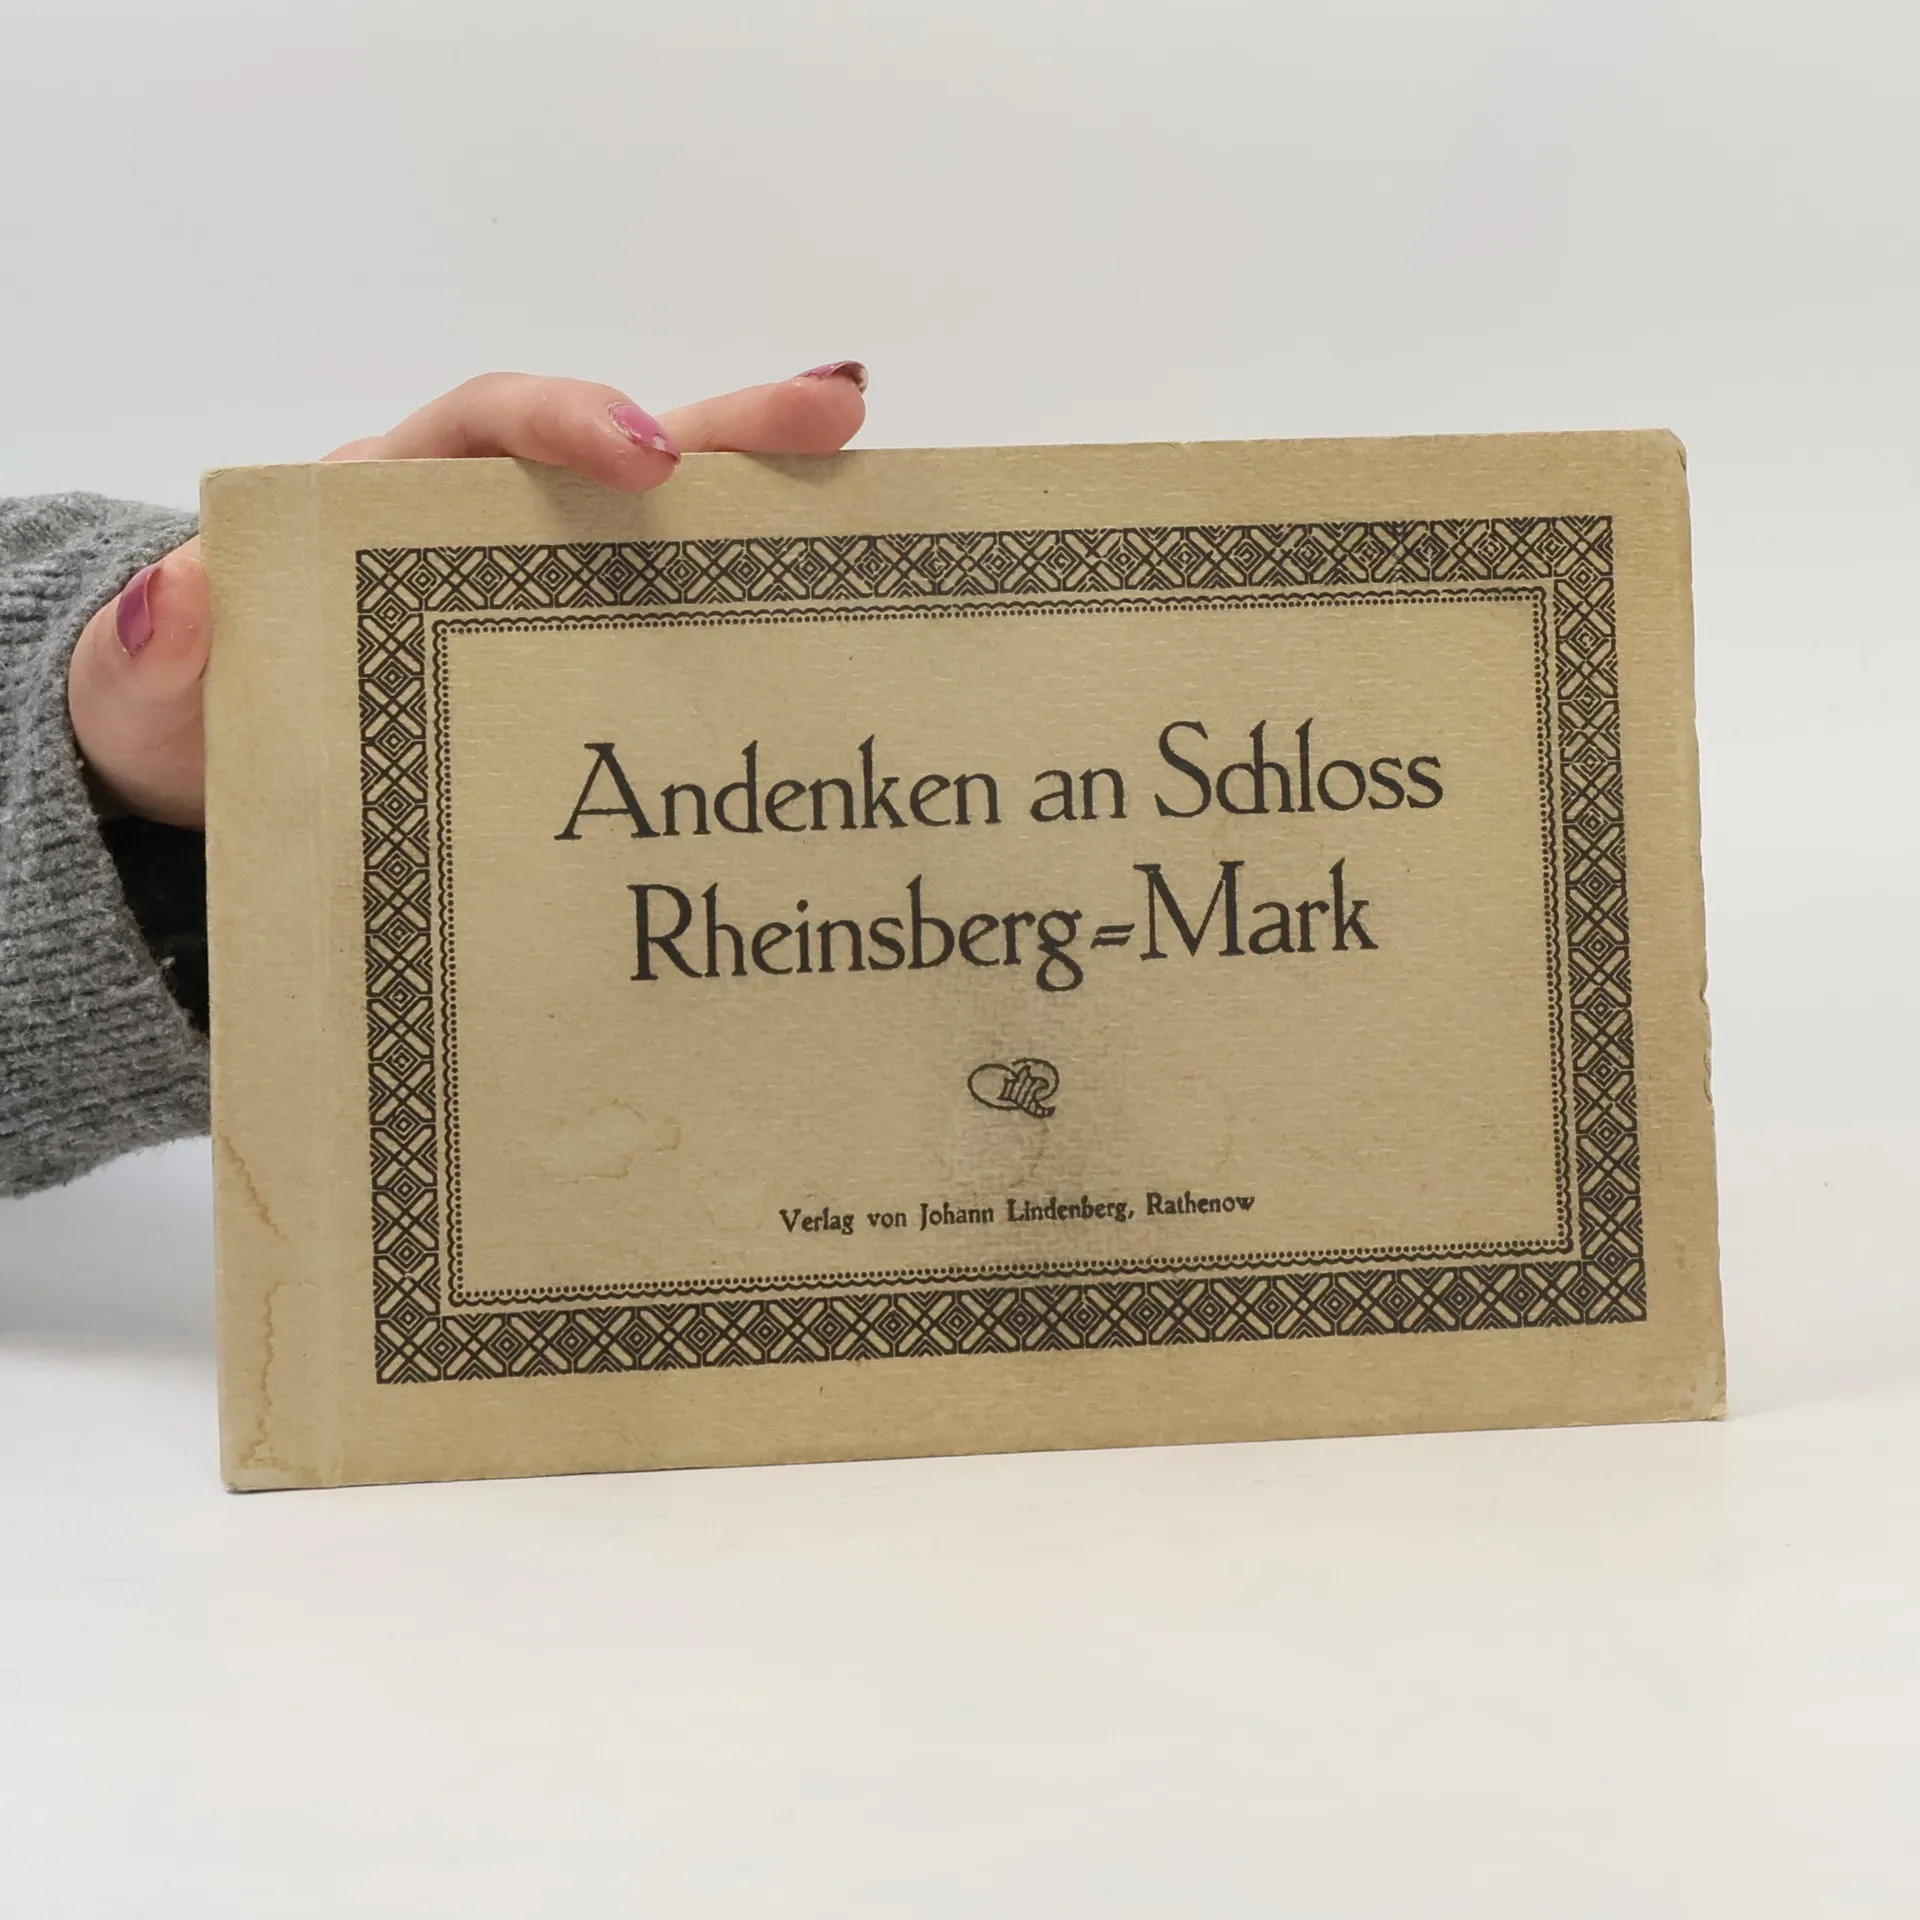 Andenken an Schloss
Rheinsberg=Mark
Verlag von Johann Lindenberg, Rathenow